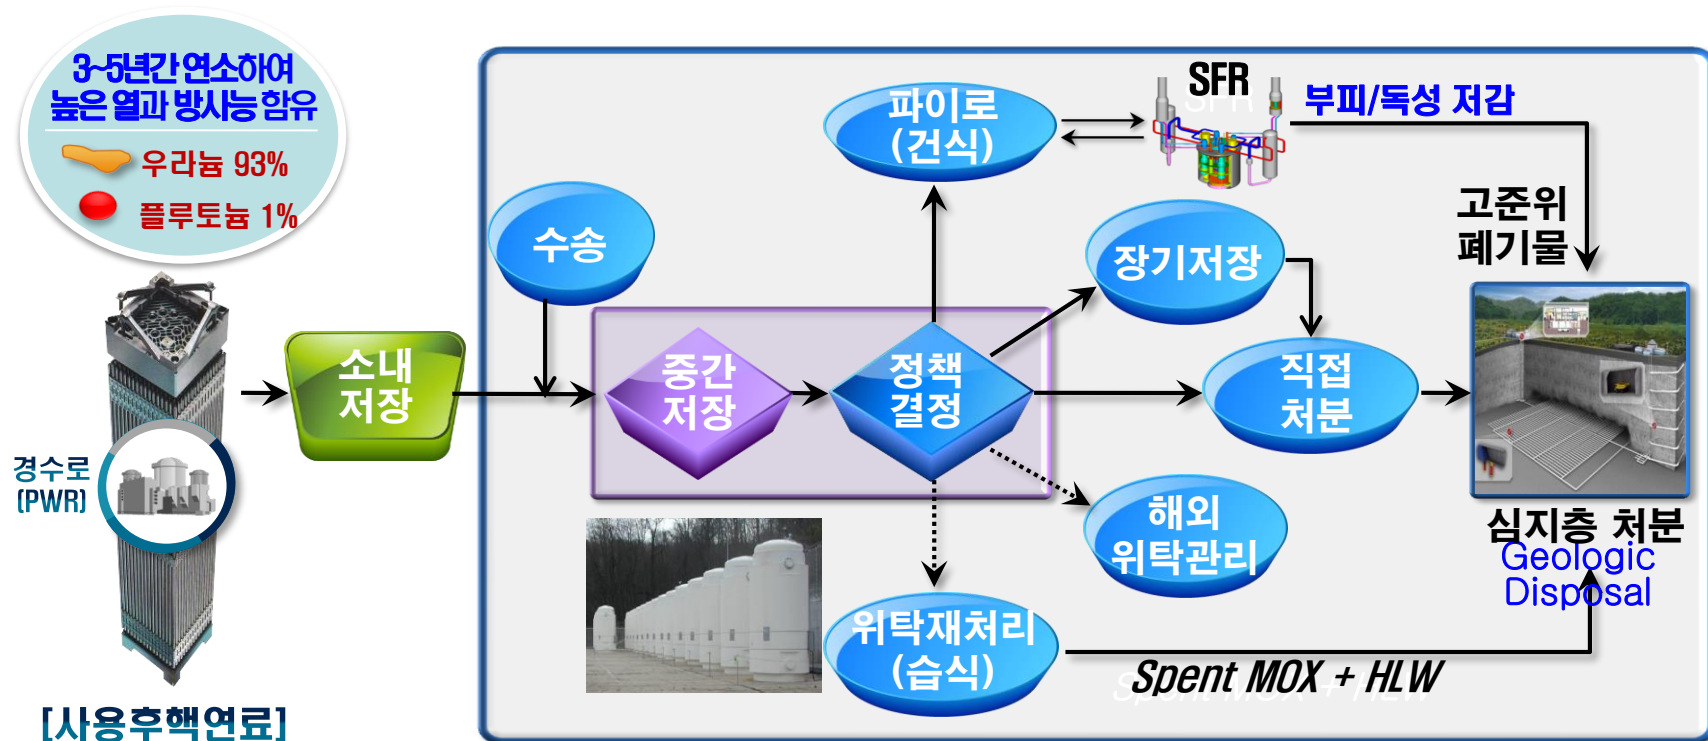 3~5년간 연소하여
높은 열과 방사능 함유
우라늄 93%
플루토늄 1%
경수로
(PWR)
[사용후핵연료]
소내
저장
수송
중간
저장
정책
결정
파이로
(건식)
SFR
부피/독성 저감
고준위
폐기물
장기저장
직접
처분
해외
위탁관리
위탁재처리
(습식)
Spent MOX + HLW
심지층 처분
Geologic
Disposal